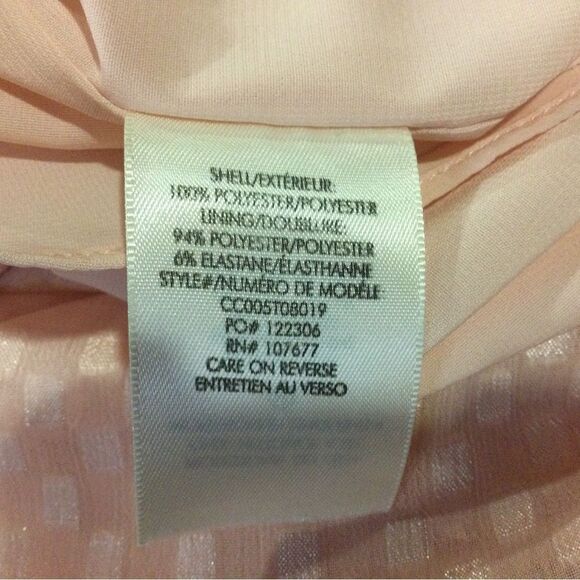 SHELL/EXTÉRIEUR:
100% POLYESTER/POLYESTER
LINING/DOUBLURE:
94% POLYESTER/POLYESTER
6% ELASTANE/ÉLASTHANNE
STYLE#/NUMÉRO DE MODÈLE
CC005T08019
PO# 122306
RN# 107677
CARE ON REVERSE
ENTRETIEN AU VERSO